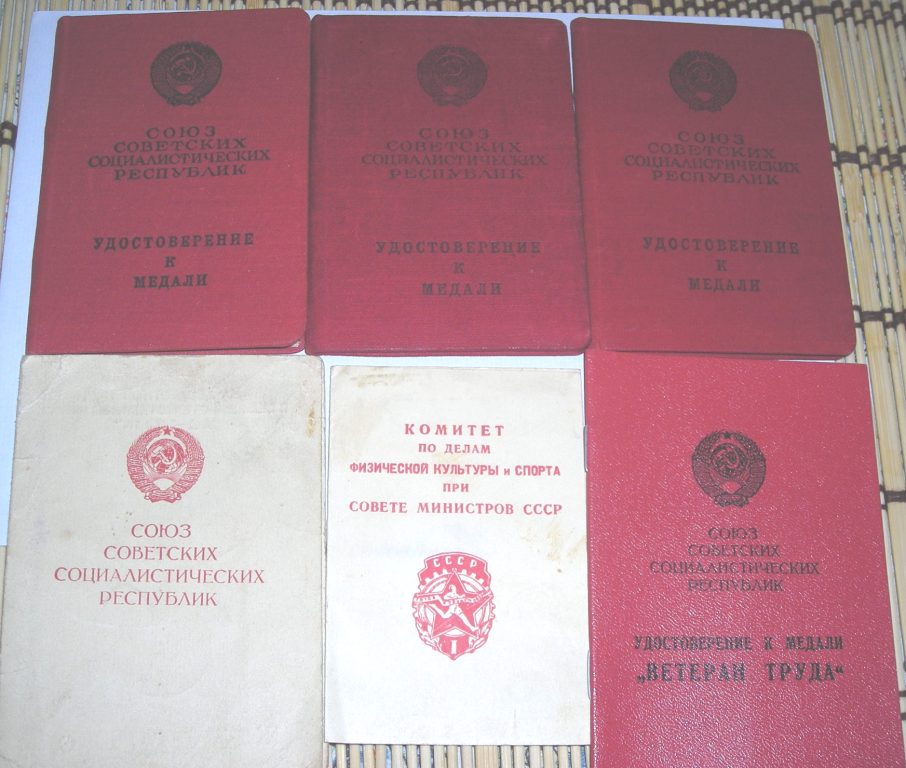 СОЮЗ
СОВЕТСКИХ
СОЦИАЛИСТИЧЕСКИХ
РЕСПУБЛИК
УДОСТОВЕРЕНИЕ
К
МЕДАЛИ
СОЮЗ
СОВЕТСКИХ
СОЦИАЛИСТИЧЕСКИХ
РЕСПУБЛИК
УДОСТОВЕРЕНИЕ
К
МЕДАЛИ
СОЮЗ
СОВЕТСКИХ
СОЦИАЛИСТИЧЕСКИХ
РЕСПУБЛИК
УДОСТОВЕРЕНИЕ
К
МЕДАЛИ
СОЮЗ
СОВЕТСКИХ
СОЦИАЛИСТИЧЕСКИХ
РЕСПУБЛИК
КОМИТЕТ
ПО ДЕЛАМ
ФИЗИЧЕСКОЙ КУЛЬТУРЫ и СПОРТА
ПРИ
СОВЕТЕ МИНИСТРОВ СССР
СССР
I
СОЮЗ
СОВЕТСКИХ
СОЦИАЛИСТИЧЕСКИХ
РЕСПУБЛИК
УДОСТОВЕРЕНИЕ К МЕДАЛИ
„ВЕТЕРАН ТРУДА“